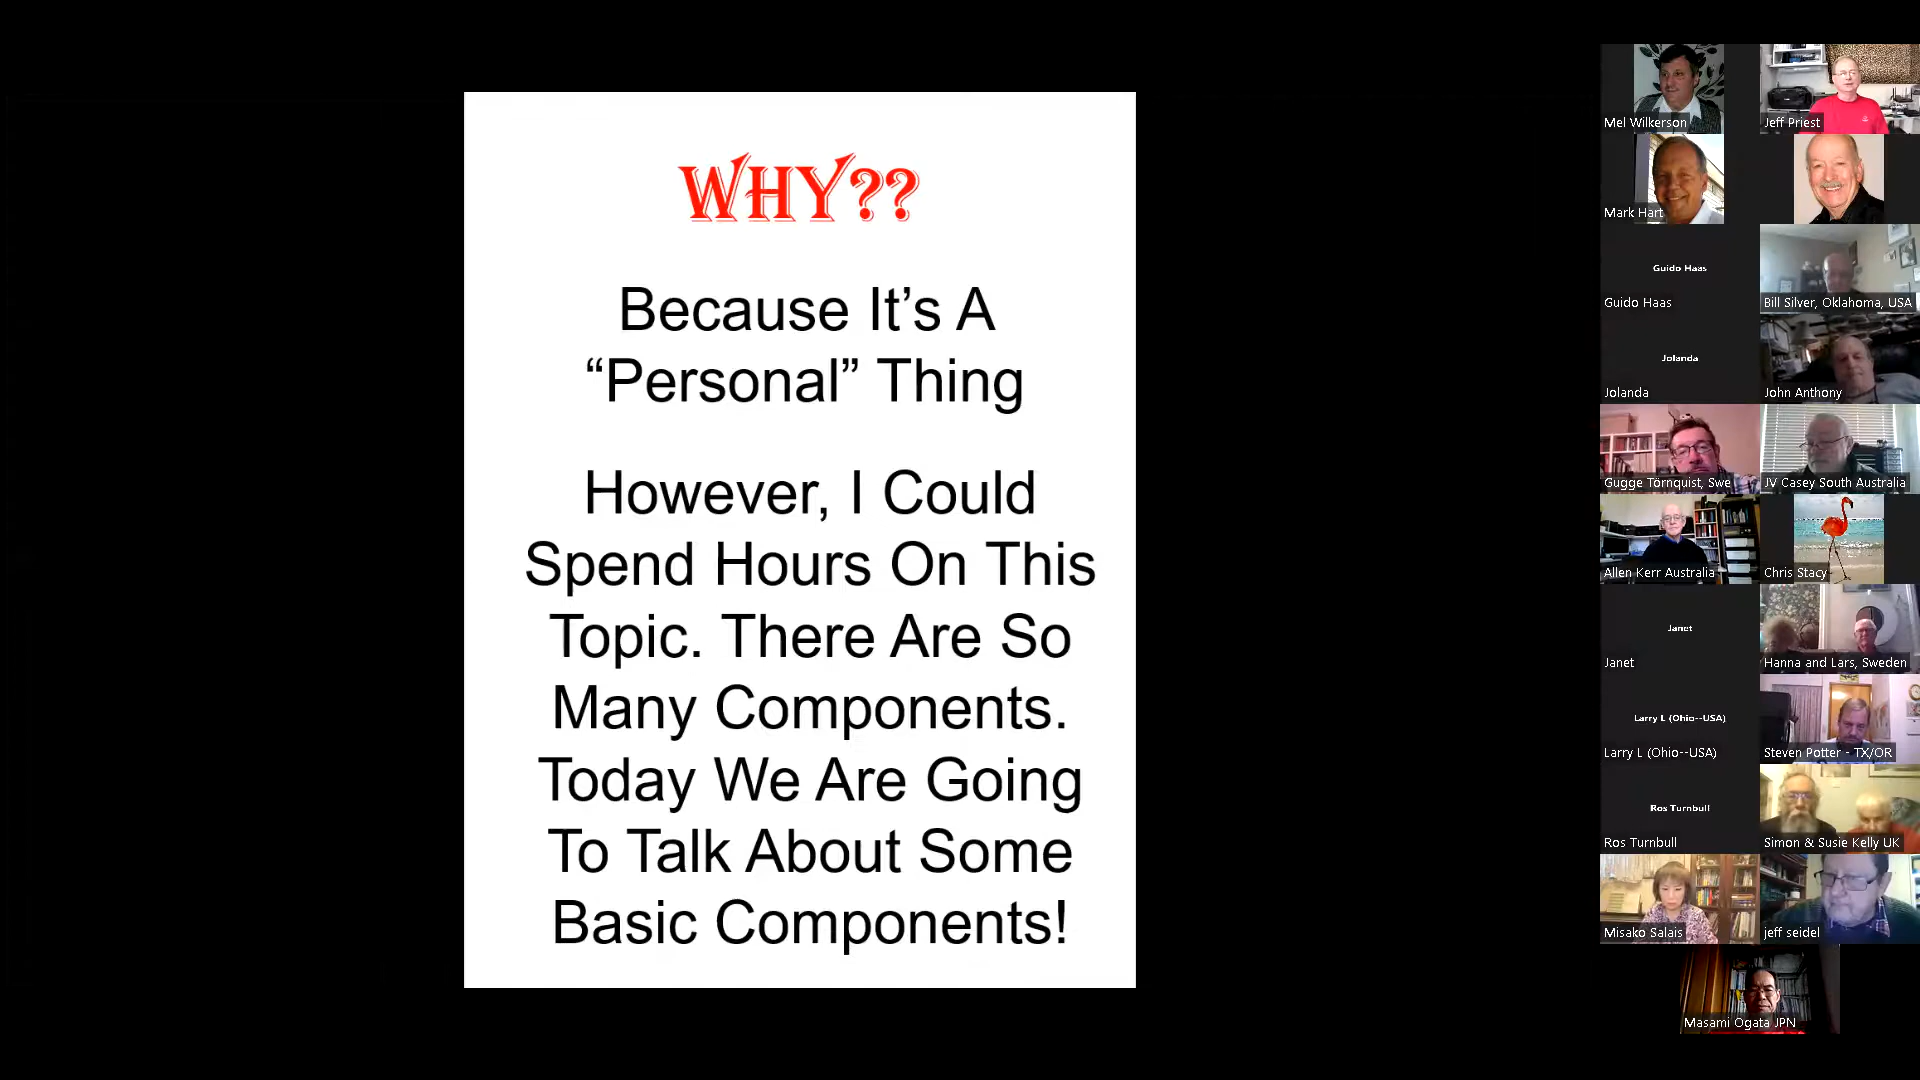 WHY??
Because It’s A
“Personal” Thing
However, I Could
Spend Hours On This
Topic. There Are So
Many Components.
Today We Are Going
To Talk About Some
Basic Components!
Mel Wilkerson
Jeff Priest
Mark Hart
Guido Haas
Guido Haas
Bill Silver, Oklahoma, USA
Jolanda
Jolanda
John Anthony
Gugge Törnquist, Swe
JV Casey South Australia
Allen Kerr Australia
Chris Stacy
Janet
Janet
Hanna and Lars, Sweden
Larry L (Ohio--USA)
Larry L (Ohio--USA)
Steven Potter - TX/OR
Ros Turnbull
Ros Turnbull
Simon & Susie Kelly UK
Misako Salais
jeff seidel
Masami Ogata JPN